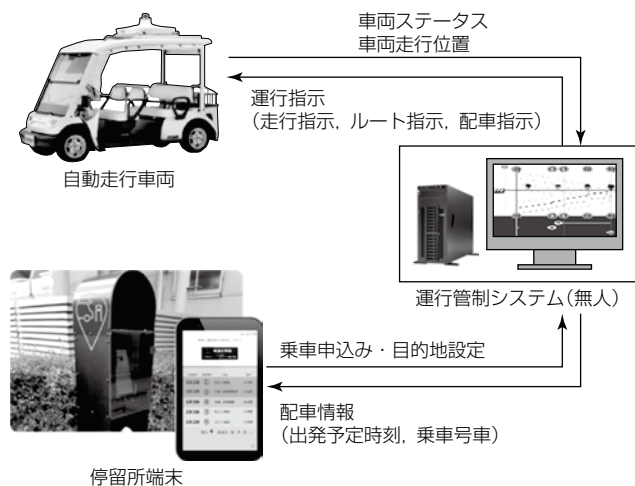 車両ステータス
車両走行位置
運行指示
(走行指示, ルート指示, 配車指示)
自動走行車両
運行管制システム(無人)
乗車申込み・目的地設定
配車情報
(出発予定時刻, 乗車号車)
停留所端末